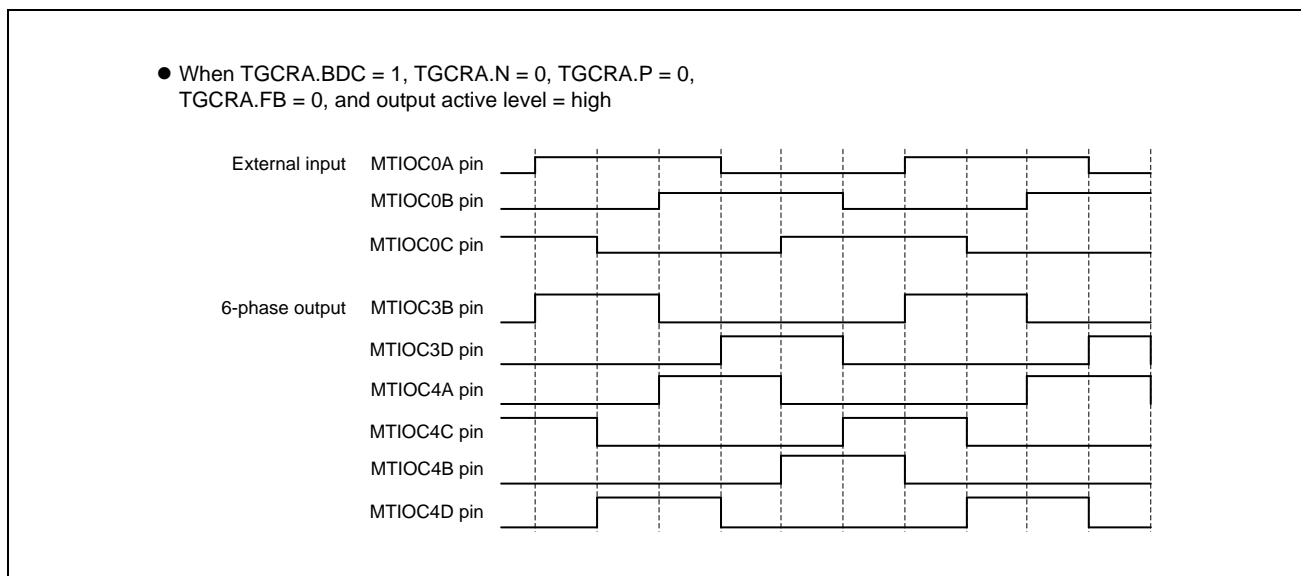 ● When TGCRA.BDC = 1, TGCRA.N = 0, TGCRA.P = 0,
TGCRA.FB = 0, and output active level = high
External input MTIOC0A pin
MTIOC0B pin
MTIOC0C pin
6-phase output MTIOC3B pin
MTIOC3D pin
MTIOC4A pin
MTIOC4C pin
MTIOC4B pin
MTIOC4D pin